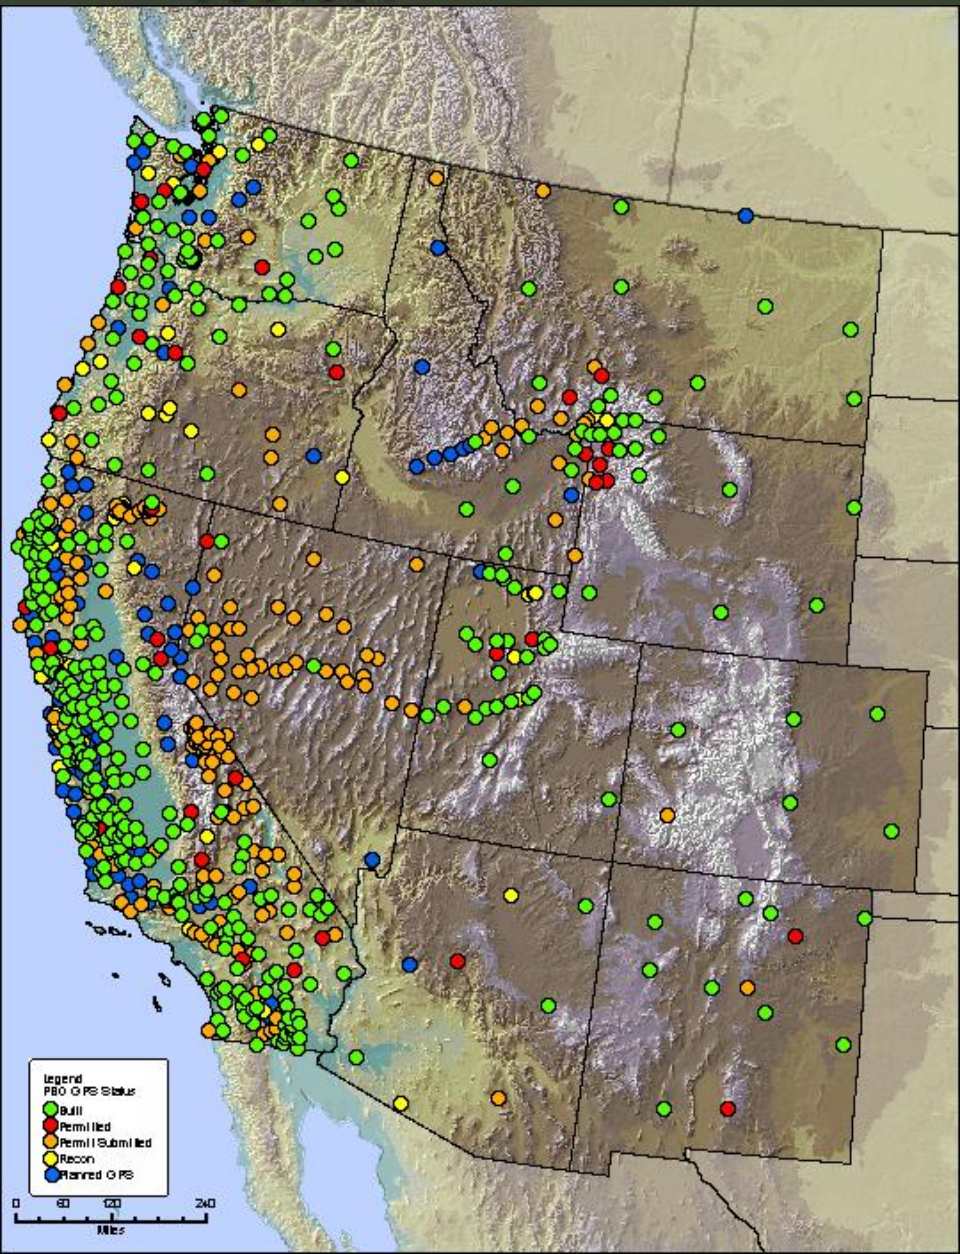 Legend
PBO GPS Status
Built
Permitted
Permit Submitted
Recon
Planned GPS
0 60 120 240
Miles